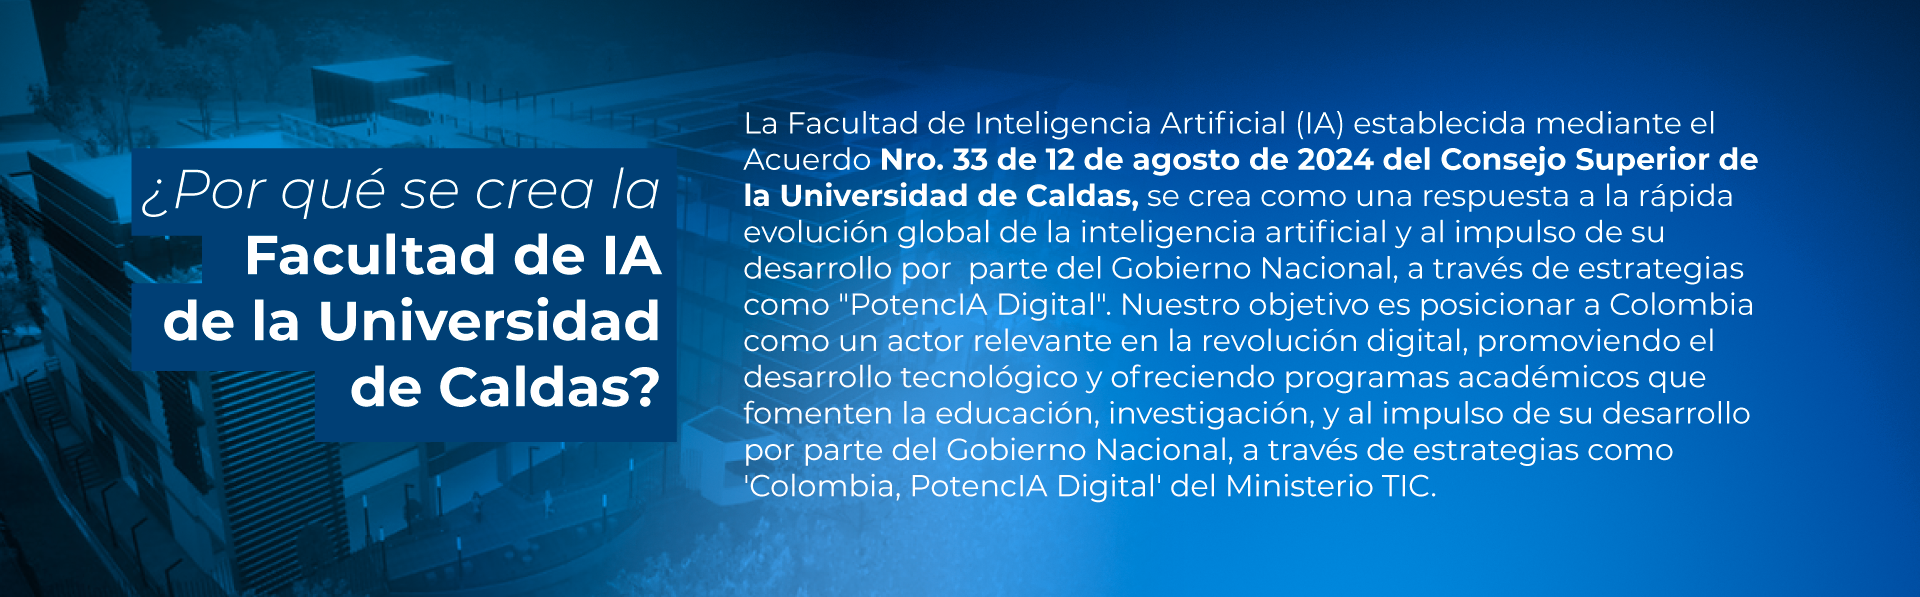 ¿Por qué se crea la
Facultad de IA
de la Universidad
de Caldas?
La Facultad de Inteligencia Artificial (IA) establecida mediante el
Acuerdo Nro. 33 de 12 de agosto de 2024 del Consejo Superior de
la Universidad de Caldas, se crea como una respuesta a la rápida
evolución global de la inteligencia artificial y al impulso de su
desarrollo por  parte del Gobierno Nacional, a través de estrategias
como "PotencIA Digital". Nuestro objetivo es posicionar a Colombia
como un actor relevante en la revolución digital, promoviendo el
desarrollo tecnológico y ofreciendo programas académicos que
fomenten la educación, investigación, y al impulso de su desarrollo
por parte del Gobierno Nacional, a través de estrategias como
'Colombia, PotencIA Digital' del Ministerio TIC.